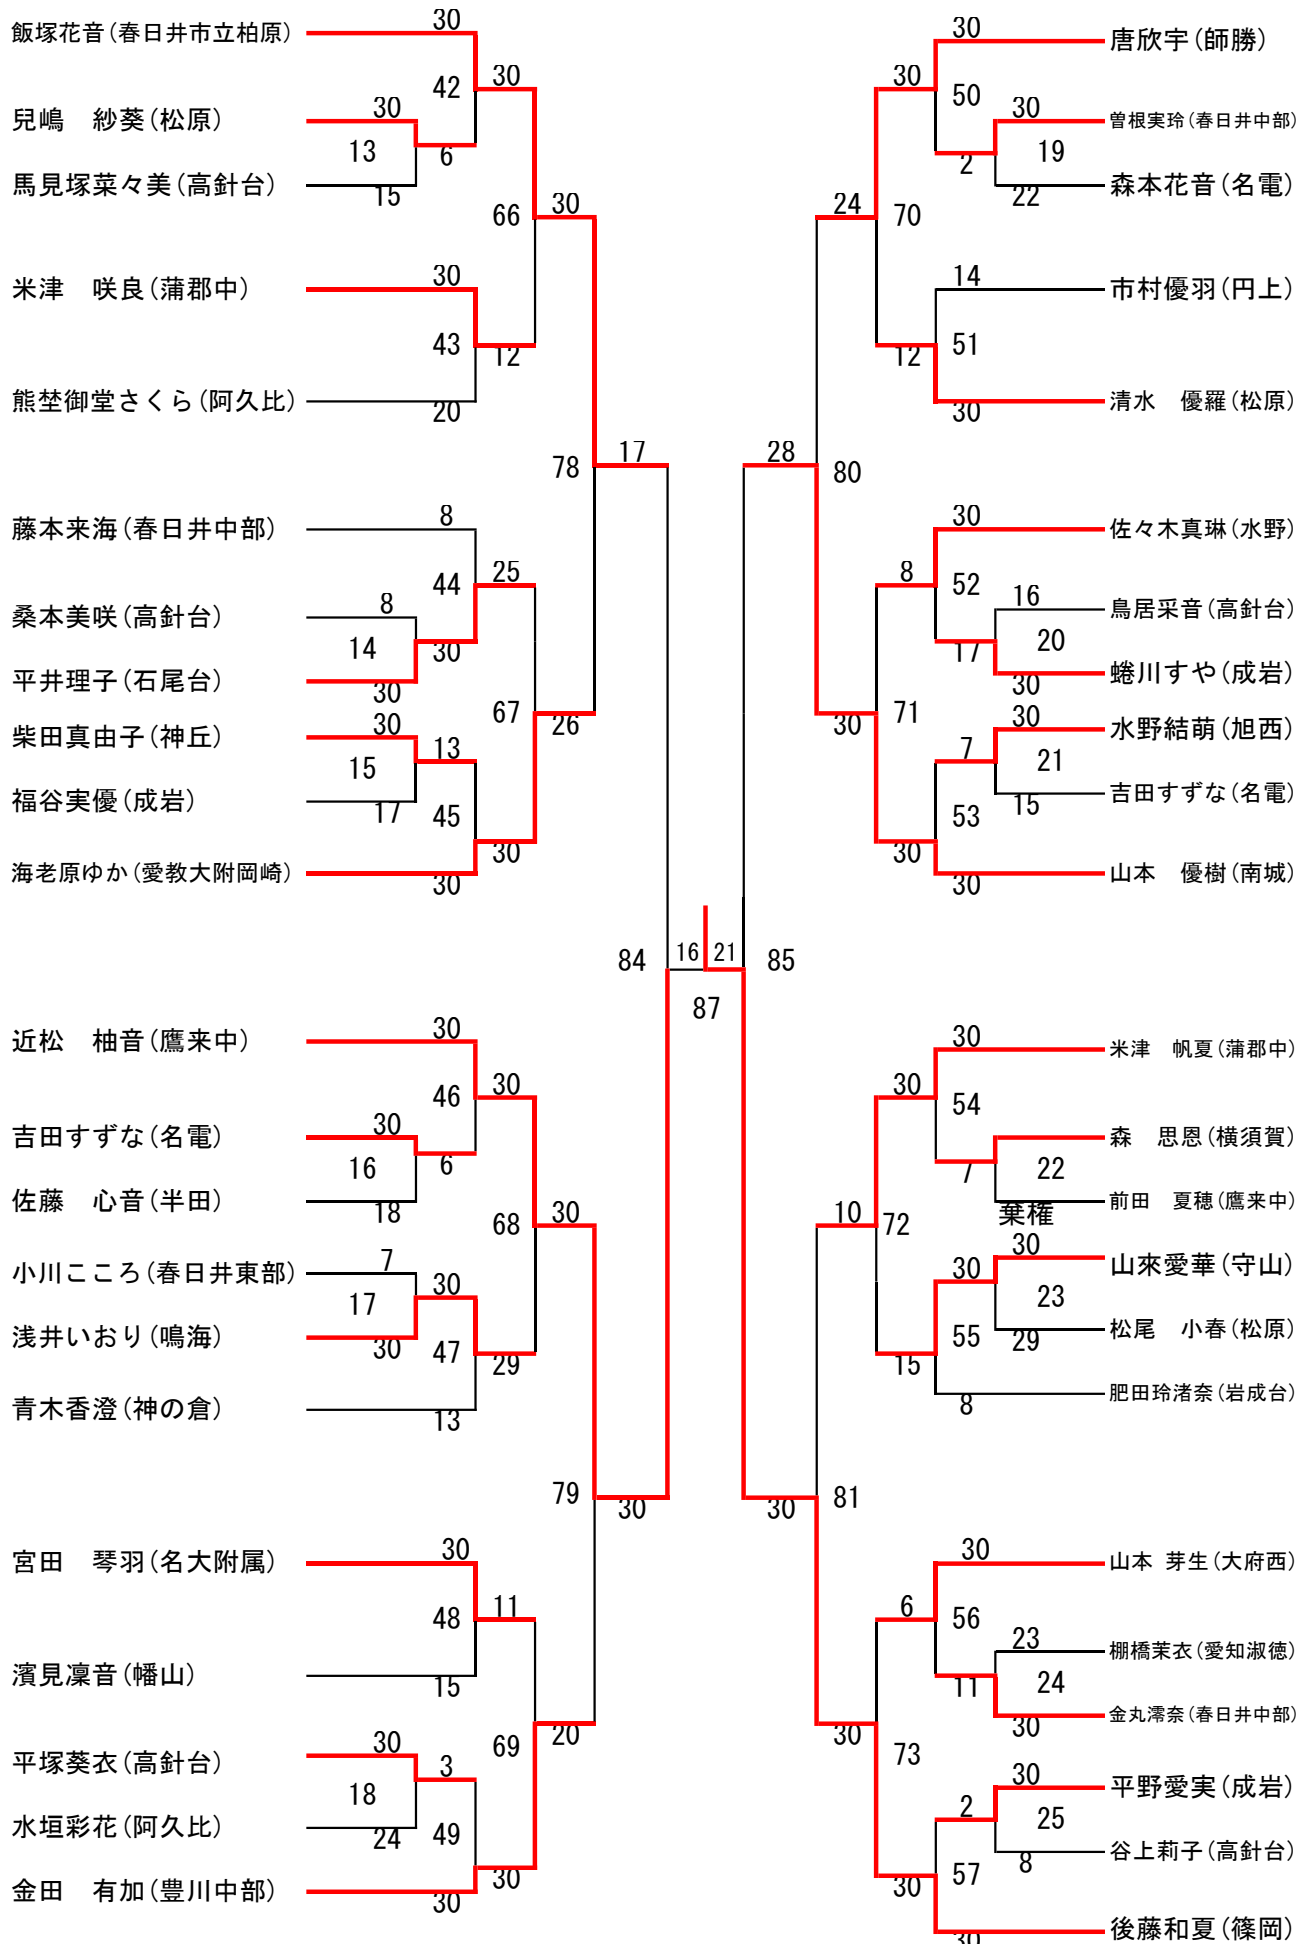 飯塚花音(春日井市立柏原)
30
42
30
兒嶋　紗葵(松原)
30
13
6
馬見塚菜々美(高針台)
15
66
30
米津　咲良(蒲郡中)
30
43
12
熊埜御堂さくら(阿久比)
20
78
17
藤本来海(春日井中部)
8
44
25
桑本美咲(高針台)
8
14
30
平井理子(石尾台)
30
67
26
柴田真由子(神丘)
30
13
15
福谷実優(成岩)
17
45
30
海老原ゆか(愛教大附岡崎)
30
84
16
21
85
87
近松　柚音(鷹来中)
30
46
30
吉田すずな(名電)
30
16
6
佐藤　心音(半田)
18
68
30
小川こころ(春日井東部)
7
17
30
浅井いおり(鳴海)
30
47
29
青木香澄(神の倉)
13
79
30
宮田　琴羽(名大附属)
30
48
11
濱見凜音(幡山)
15
69
20
平塚葵衣(高針台)
30
3
18
水垣彩花(阿久比)
24
49
30
金田　有加(豊川中部)
30
30
唐欣宇(師勝)
30
50
30
曽根実玲(春日井中部)
2
19
22
森本花音(名電)
24
70
14
市村優羽(円上)
12
51
30
清水　優羅(松原)
28
80
30
佐々木真琳(水野)
8
52
16
鳥居采音(高針台)
17
20
30
蜷川すや(成岩)
30
71
30
水野結萌(旭西)
7
21
15
吉田すずな(名電)
53
30
30
山本　優樹(南城)
30
米津　帆夏(蒲郡中)
30
54
森　思恩(横須賀)
7
22
前田　夏穂(鷹来中)
棄権
10
72
30
山來愛華(守山)
30
23
29
松尾　小春(松原)
55
15
8
肥田玲渚奈(岩成台)
30
81
30
山本 芽生(大府西)
6
56
23
棚橋茉衣(愛知淑徳)
11
24
30
金丸澪奈(春日井中部)
30
73
30
平野愛実(成岩)
2
25
8
谷上莉子(高針台)
57
30
30
後藤和夏(篠岡)